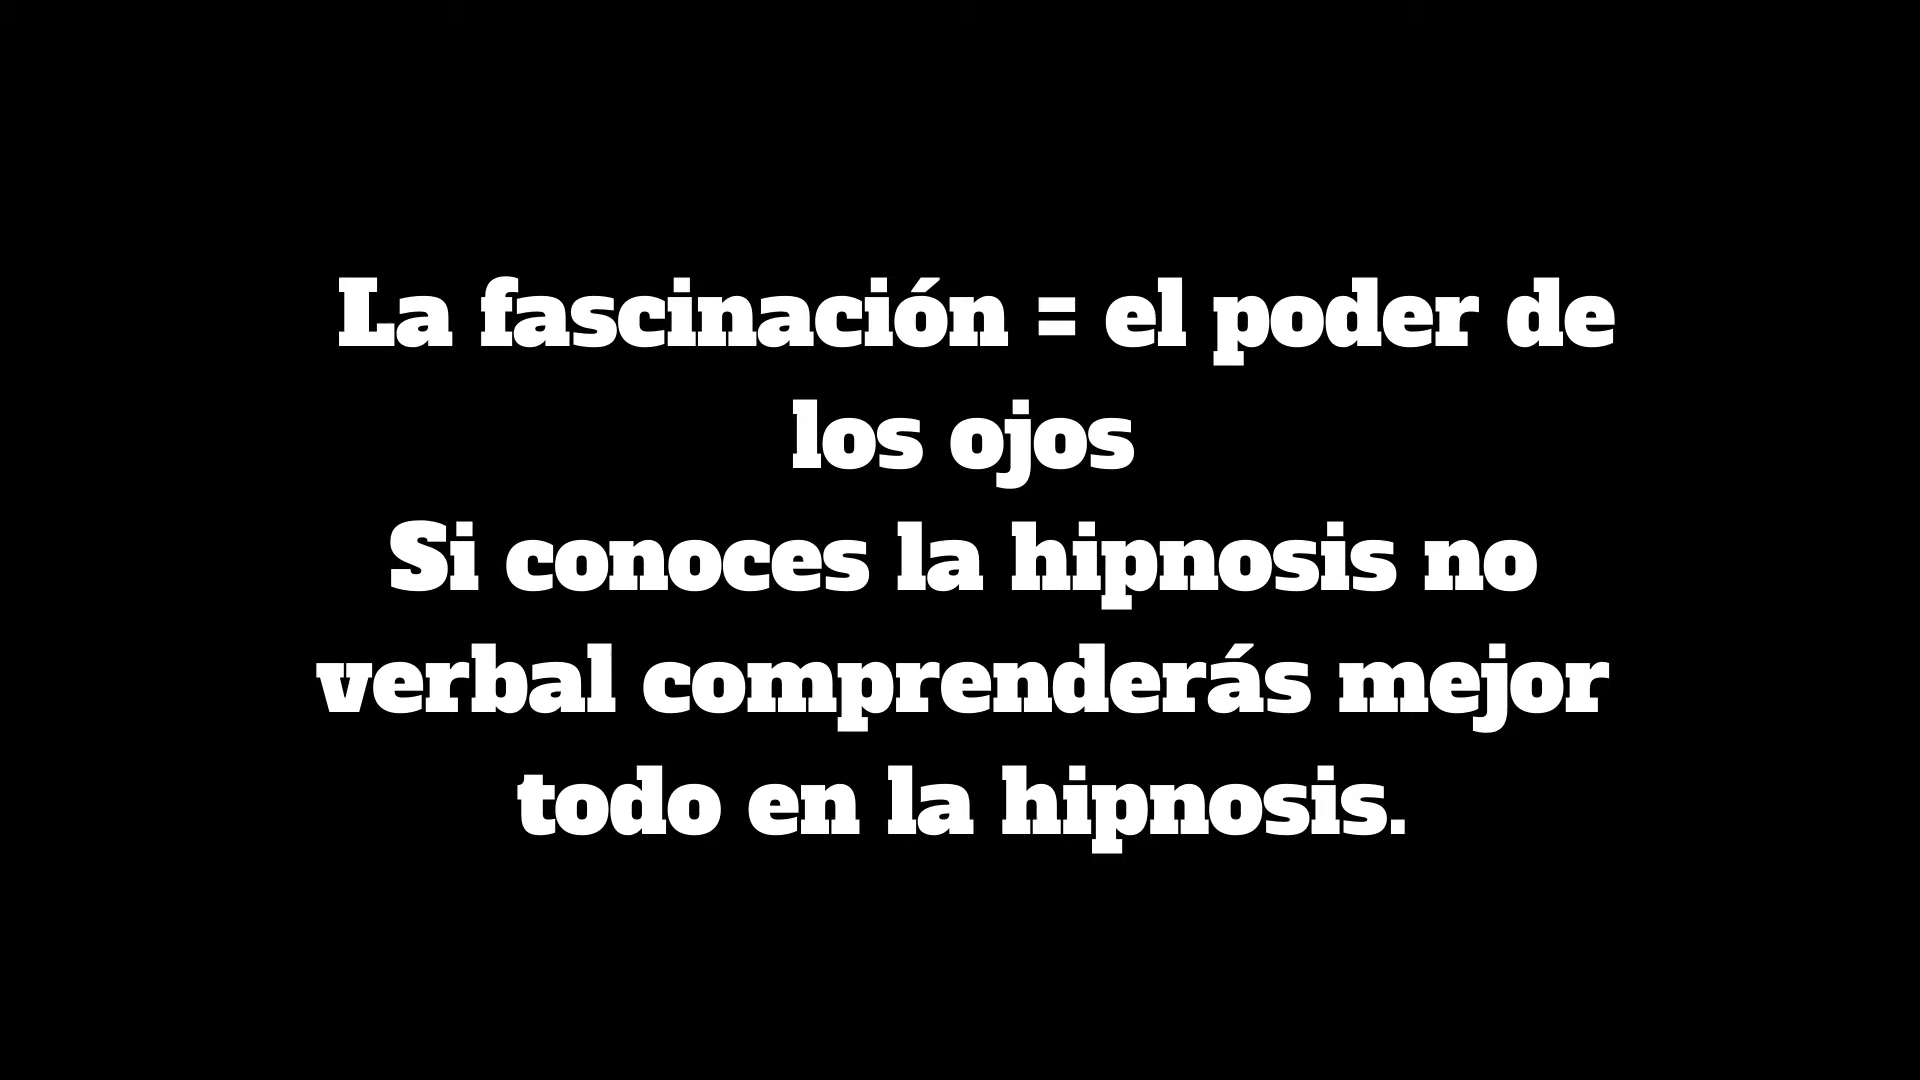 La fascinación = el poder de
los ojos
Si conoces la hipnosis no
verbal comprenderás mejor
todo en la hipnosis.